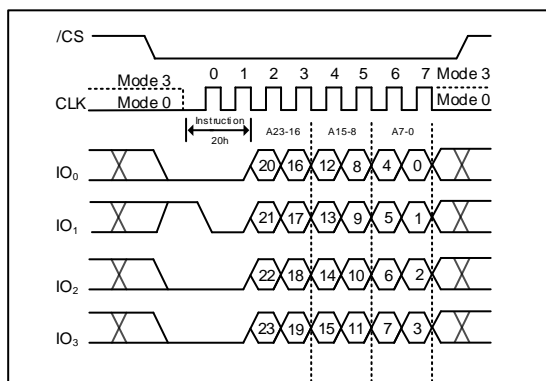 /CS
Mode 3 0 1 2 3 4 5 6 7 Mode 3
CLK Mode 0 Mode 0
Instruction A23-16 A15-8 A7-0
20h
IO0 20 16 12 8 4 0
IO1 21 17 13 9 5 1
IO2 22 18 14 10 6 2
IO3 23 19 15 11 7 3